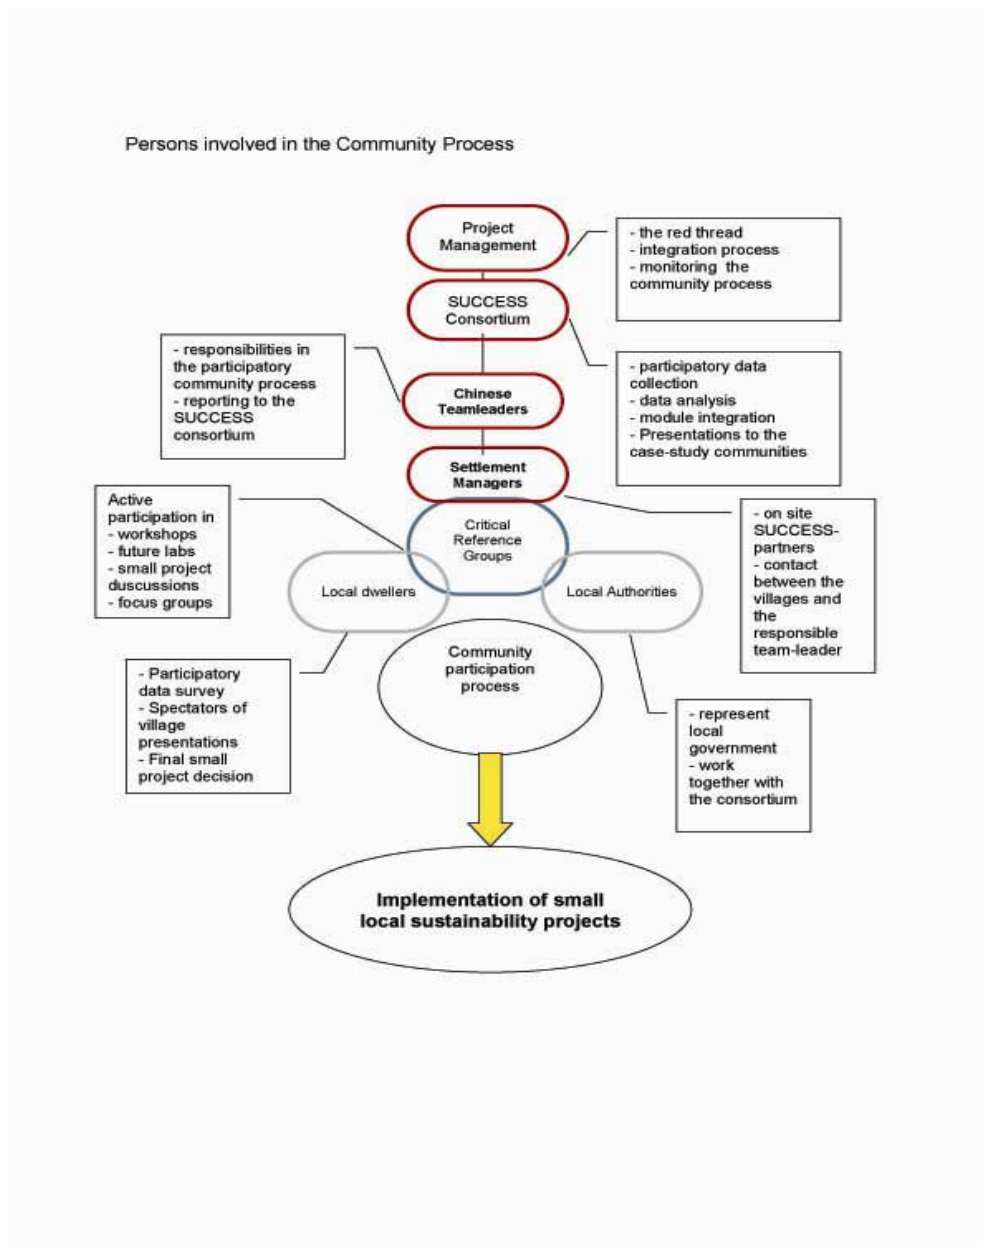 Persons involved in the Community Process
Project
Management
- the red thread
- integration process
- monitoring the
community process
SUCCESS
Consortium
- responsibilities in
the participatory
community process
- reporting to the
SUCCESS
consortium
- participatory data
collection
- data analysis
- module integration
- Presentations to the
case-study communities
Chinese
Teamleaders
Settlement
Managers
Active
participation in
- workshops
- future labs
- small project
duscussions
- focus groups
Critical
Reference
Groups
- on site
SUCCESS-
partners
- contact
between the
villages and
the
responsible
team-leader
Local dwellers
Local Authorities
Community
participation
process
- Participatory
data survey
- Spectators of
village
presentations
- Final small
project decision
- represent
local
government
- work
together with
the consortium
Implementation of small
local sustainability projects